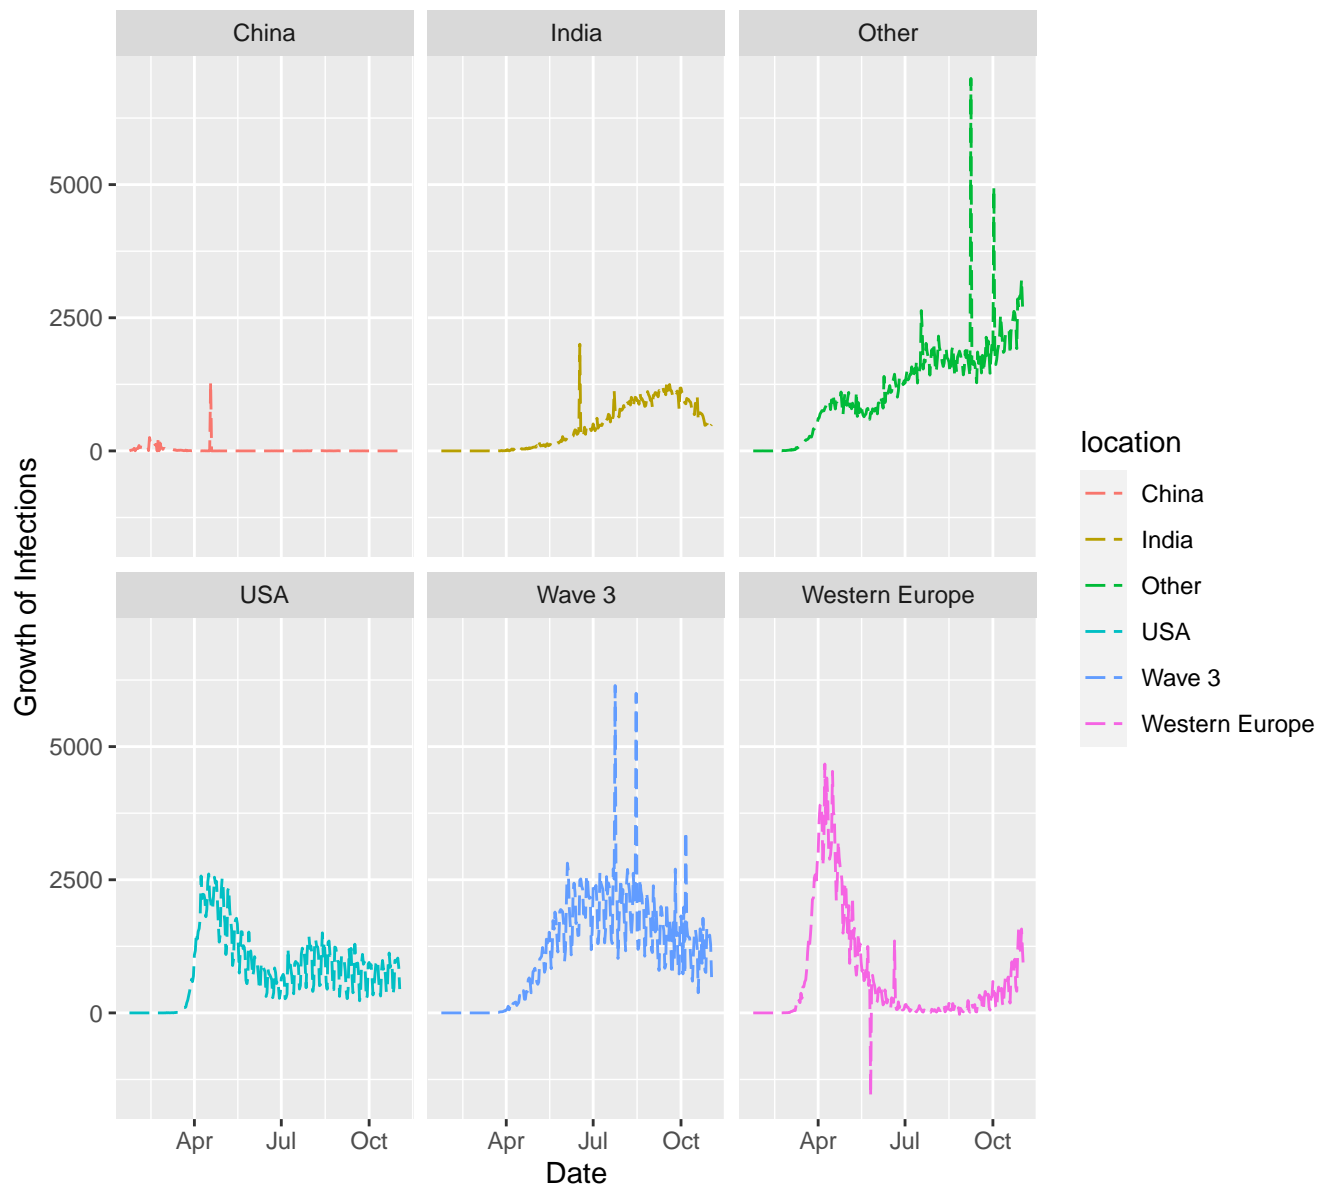 China India Other
5000
2500
0
Growth of Infections
USA Wave 3 Western Europe
5000
2500
0
Apr Jul Oct Apr Jul Oct Apr Jul Oct
Date
location
China
India
Other
USA
Wave 3
Western Europe